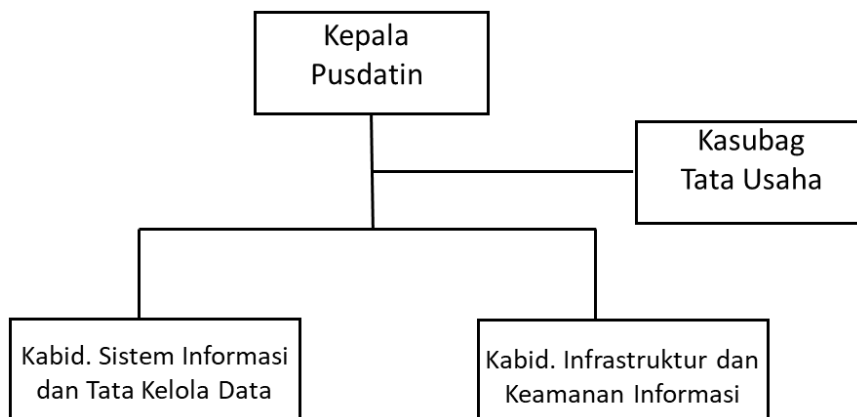 Kepala
Pusdatin
Kasubag
Tata Usaha
Kabid. Sistem Informasi
dan Tata Kelola Data
Kabid. Infrastruktur dan
Keamanan Informasi